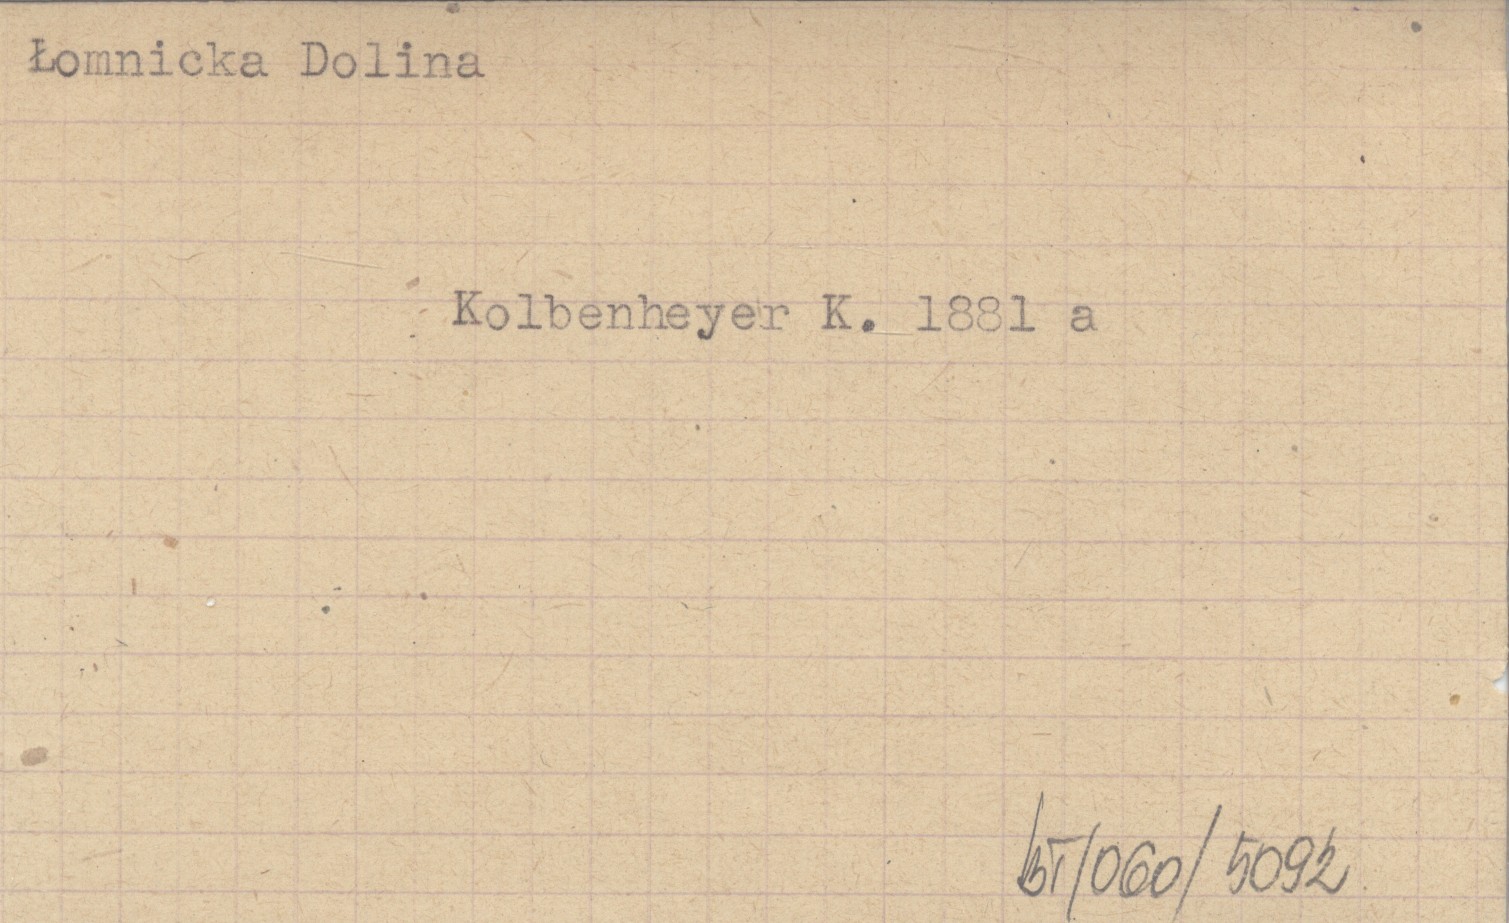 Łomnicka Dolina
Kolbenheyer K. 1881 a
BT/060/5092